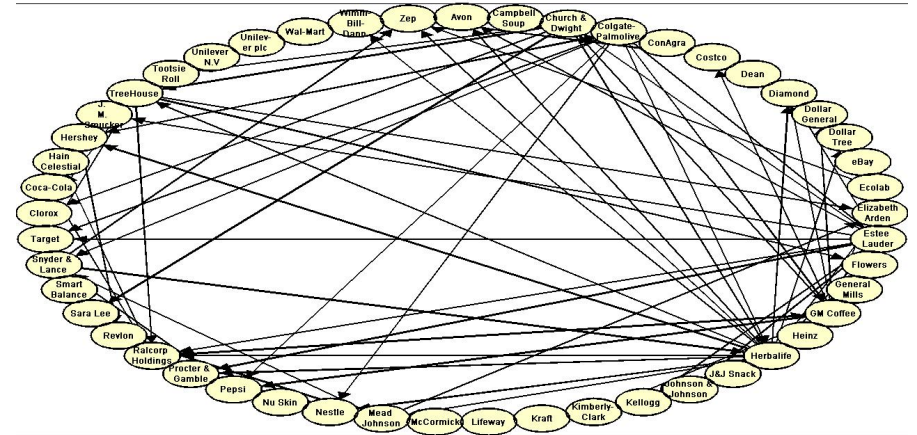 Avon
Campbell
Soup
Church &
Dwight
Colgate-
Palmolive
ConAgra
Costco
Dean
Diamond
Dollar
General
Dollar
Tree
eBay
Ecolab
Elizabeth
Arden
Estee
Lauder
Flowers
General
Mills
GM Coffee
Heinz
Herbalife
J&J Snack
Johnson &
Johnson
Kellogg
Kimberly-
Clark
Kraft
Lifeway
McCormick
Mead
Johnson
Nestle
Nu Skin
Pepsi
Procter &
Gamble
Ralcorp
Holdings
Revlon
Sara Lee
Smart
Balance
Snyder &
Lance
Target
Clorox
Coca-Cola
Hain
Celestial
Hershey
J.
M.
Smucker
TreeHouse
Tootsie
Roll
Unilever
N.V
Unilev-
er plc
Wal-Mart
Wimm-
Bill-
Dann
Zep